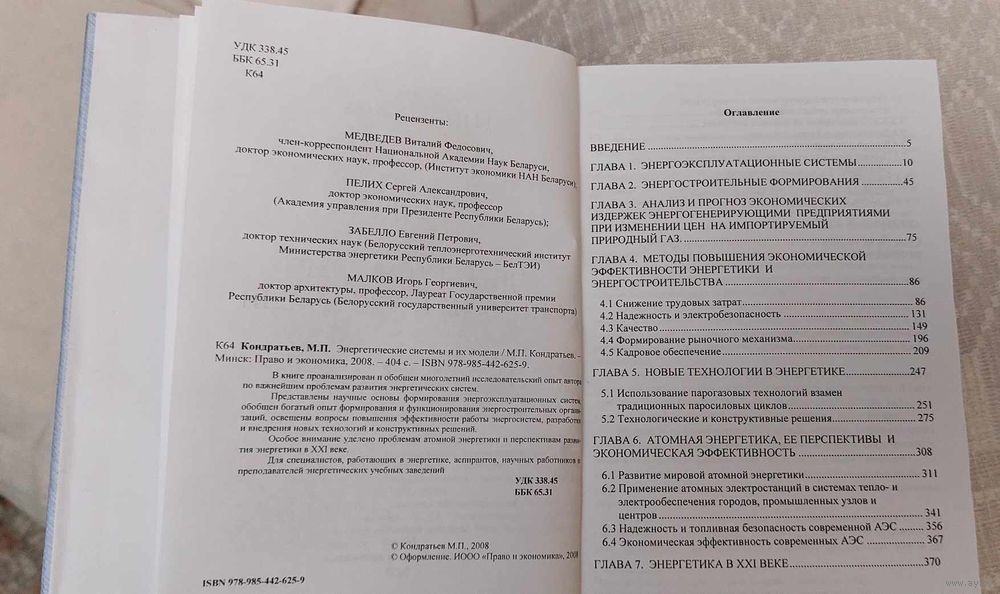 УДК 338.45
ББК 65.31
К64
Рецензенты:
МЕДВЕДЕВ Виталий Федосович,
член-корреспондент Национальной Академии Наук Беларуси,
доктор экономических наук, профессор, (Институт экономики НАН Беларуси);
ПЕЛИХ Сергей Александрович,
доктор экономических наук, профессор
(Академия управления при Президенте Республики Беларусь);
ЗАБЕЛЛО Евгений Петрович,
доктор технических наук (Белорусский теплоэнерготехнический институт
Министерства энергетики Республики Беларусь – БелТЭИ)
МАЛКОВ Игорь Георгиевич,
доктор архитектуры, профессор, Лауреат Государственной премии
Республики Беларусь (Белорусский государственный университет транспорта)
К64 Кондратьев, М.П. Энергетические системы и их модели / М.П. Кондратьев. –
Минск: Право и экономика, 2008. – 404 с. – ISBN 978-985-442-625-9.
В книге проанализирован и обобщен многолетний исследовательский опыт автора
по важнейшим проблемам развития энергетических систем.
Представлены научные основы формирования энергоэксплуатационных систем,
обобщен богатый опыт формирования и функционирования энергостроительных органи-
заций, освещены вопросы повышения эффективности работы энергосистем, разработки
и внедрения новых технологий и конструктивных решений.
Особое внимание уделено проблемам атомной энергетики и перспективам разви-
тия энергетики в XXI веке.
Для специалистов, работающих в энергетике, аспирантов, научных работников и
преподавателей энергетических учебных заведений
УДК 338.45
ББК 65.31
© Кондратьев М.П., 2008
© Оформление. ИООО «Право и экономика», 2008
ISBN 978-985-442-625-9
Оглавление
ВВЕДЕНИЕ ........ 5
ГЛАВА 1. ЭНЕРГОЭКСПЛУАТАЦИОННЫЕ СИСТЕМЫ ........ 10
ГЛАВА 2. ЭНЕРГОСТРОИТЕЛЬНЫЕ ФОРМИРОВАНИЯ ........ 45
ГЛАВА 3. АНАЛИЗ И ПРОГНОЗ ЭКОНОМИЧЕСКИХ
ИЗДЕРЖЕК ЭНЕРГОГЕНЕРИРУЮЩИМИ ПРЕДПРИЯТИЯМИ
ПРИ ИЗМЕНЕНИИ ЦЕН НА ИМПОРТИРУЕМЫЙ
ПРИРОДНЫЙ ГАЗ ........ 75
ГЛАВА 4. МЕТОДЫ ПОВЫШЕНИЯ ЭКОНОМИЧЕСКОЙ
ЭФФЕКТИВНОСТИ ЭНЕРГЕТИКИ И
ЭНЕРГОСТРОИТЕЛЬСТВА ........ 86
4.1 Снижение трудовых затрат ........ 86
4.2 Надежность и электробезопасность ........ 131
4.3 Качество ........ 149
4.4 Формирование рыночного механизма ........ 196
4.5 Кадровое обеспечение ........ 209
ГЛАВА 5. НОВЫЕ ТЕХНОЛОГИИ В ЭНЕРГЕТИКЕ ........ 247
5.1 Использование парогазовых технологий взамен
традиционных паросиловых циклов ........ 251
5.2 Технологические и конструктивные решения ........ 275
ГЛАВА 6. АТОМНАЯ ЭНЕРГЕТИКА, ЕЕ ПЕРСПЕКТИВЫ И
ЭКОНОМИЧЕСКАЯ ЭФФЕКТИВНОСТЬ ........ 308
6.1 Развитие мировой атомной энергетики ........ 311
6.2 Применение атомных электростанций в системах тепло- и
электрообеспечения городов, промышленных узлов и
центров ........ 341
6.3 Надежность и топливная безопасность современной АЭС ........ 356
6.4 Экономическая эффективность современных АЭС ........ 367
ГЛАВА 7. ЭНЕРГЕТИКА В XXI ВЕКЕ ........ 370